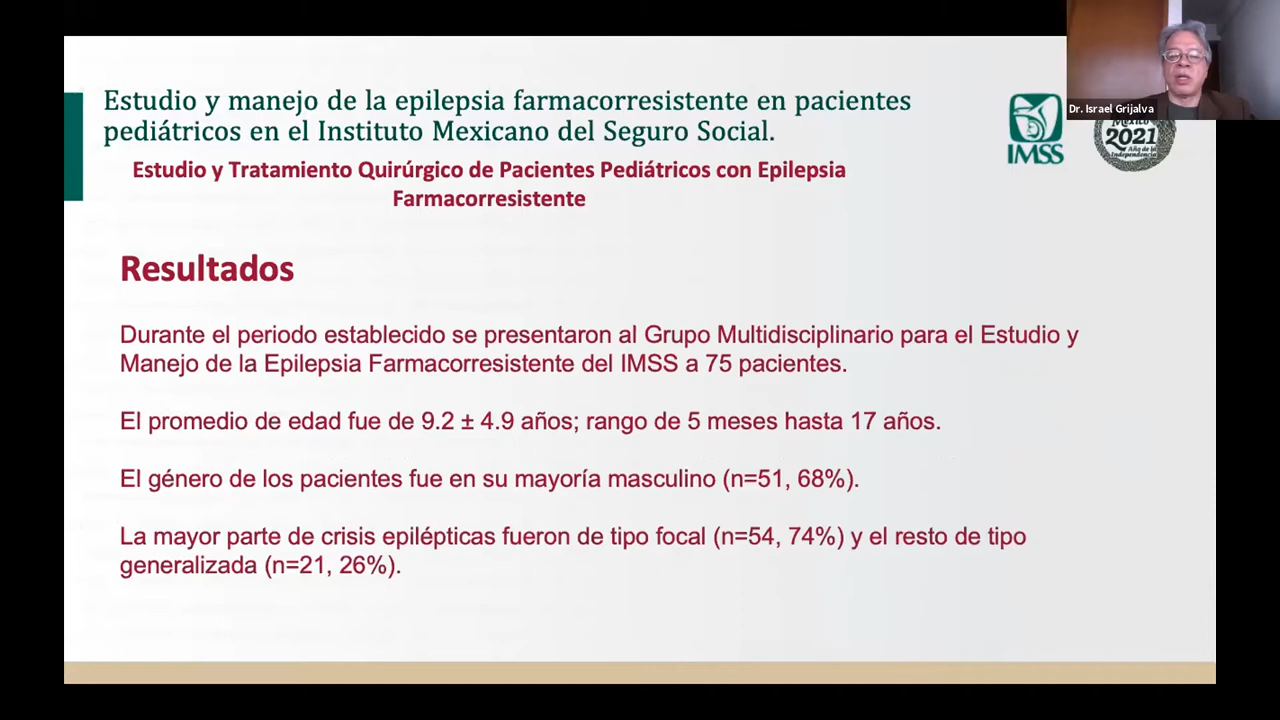 Estudio y manejo de la epilepsia farmacorresistente en pacientes
pediátricos en el Instituto Mexicano del Seguro Social.
Estudio y Tratamiento Quirúrgico de Pacientes Pediátricos con Epilepsia
Farmacorresistente
Dr. Israel Grijalva
IMSS
México
2021
Año de la
Independencia
Resultados
Durante el periodo establecido se presentaron al Grupo Multidisciplinario para el Estudio y
Manejo de la Epilepsia Farmacorresistente del IMSS a 75 pacientes.
El promedio de edad fue de 9.2 ± 4.9 años; rango de 5 meses hasta 17 años.
El género de los pacientes fue en su mayoría masculino (n=51, 68%).
La mayor parte de crisis epilépticas fueron de tipo focal (n=54, 74%) y el resto de tipo
generalizada (n=21, 26%).